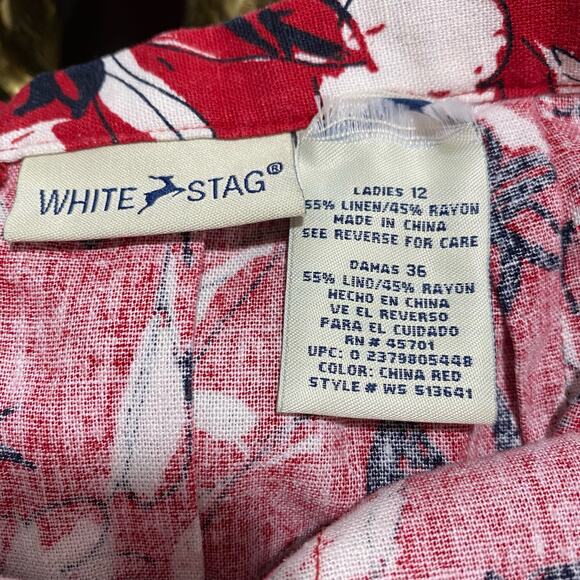 WHITE STAG®
LADIES 12
55% LINEN/45% RAYON
MADE IN CHINA
SEE REVERSE FOR CARE
DAMAS 36
55% LINO/45% RAYON
HECHO EN CHINA
VE EL REVERSO
PARA EL CUIDADO
RN# 45701
UPC: 0 2379805448
COLOR: CHINA RED
STYLE# WS 513641